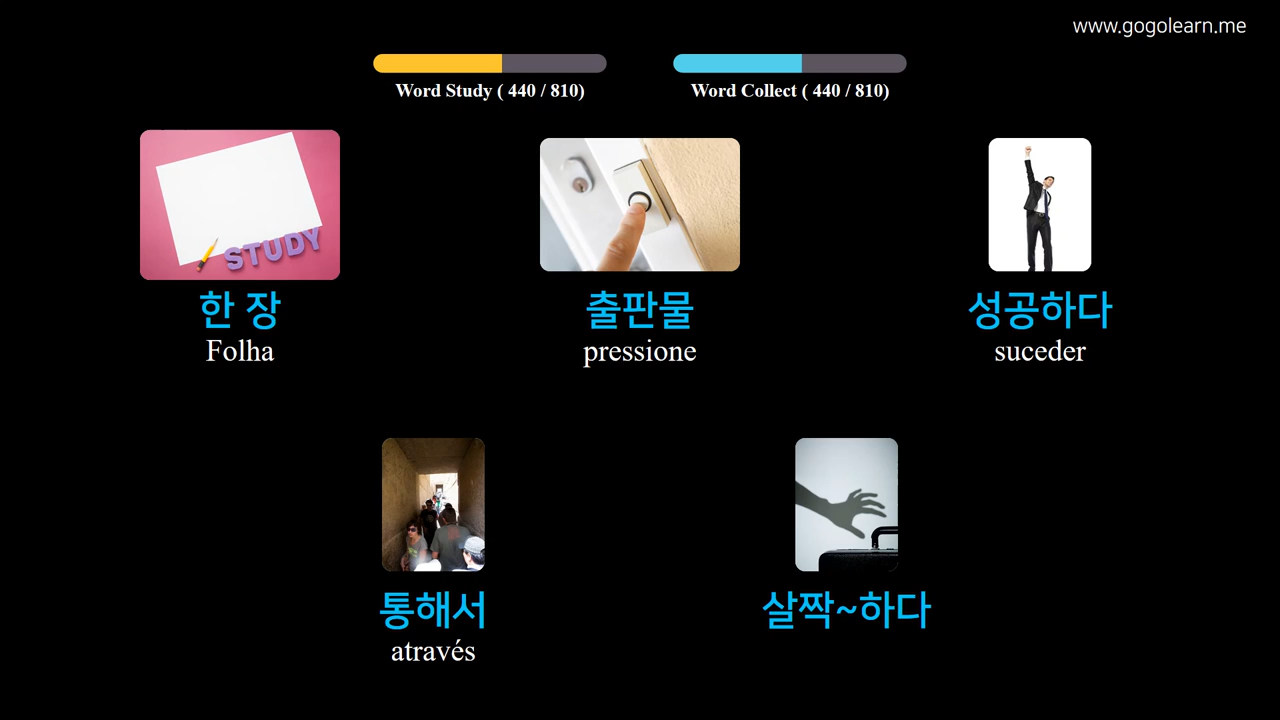 www.gogolearn.me
Word Study ( 440 / 810)
Word Collect ( 440 / 810)
STUDY
한 장
Folha
출판물
pressione
성공하다
suceder
통해서
através
살짝~하다